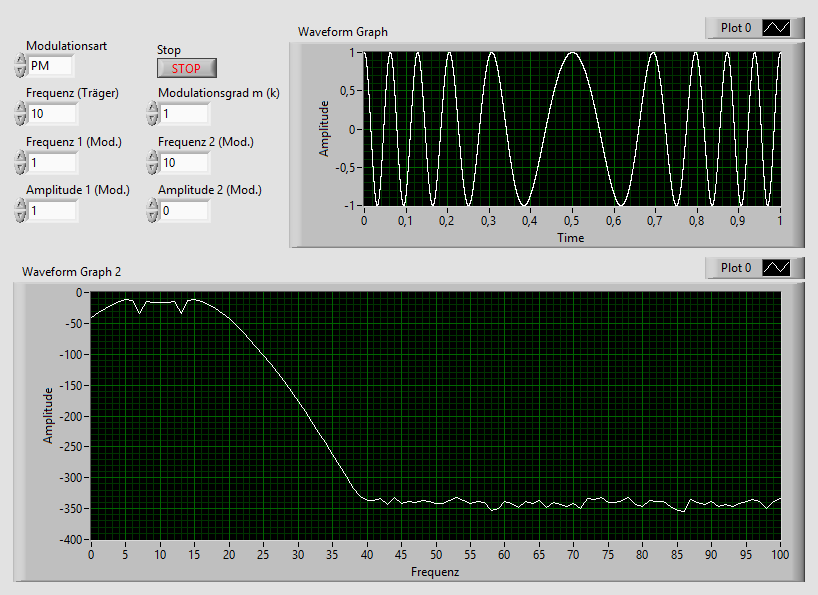 Modulationsart
PM
Stop
STOP
Frequenz (Träger)
10
Modulationsgrad m (k)
1
Frequenz 1 (Mod.)
1
Frequenz 2 (Mod.)
10
Amplitude 1 (Mod.)
1
Amplitude 2 (Mod.)
0
Waveform Graph
Plot 0
Amplitude
1
0,5
0
-0,5
-1
0 0,1 0,2 0,3 0,4 0,5 0,6 0,7 0,8 0,9 1
Time
Waveform Graph 2
Plot 0
Amplitude
0
-50
-100
-150
-200
-250
-300
-350
-400
0 5 10 15 20 25 30 35 40 45 50 55 60 65 70 75 80 85 90 95 100
Frequenz